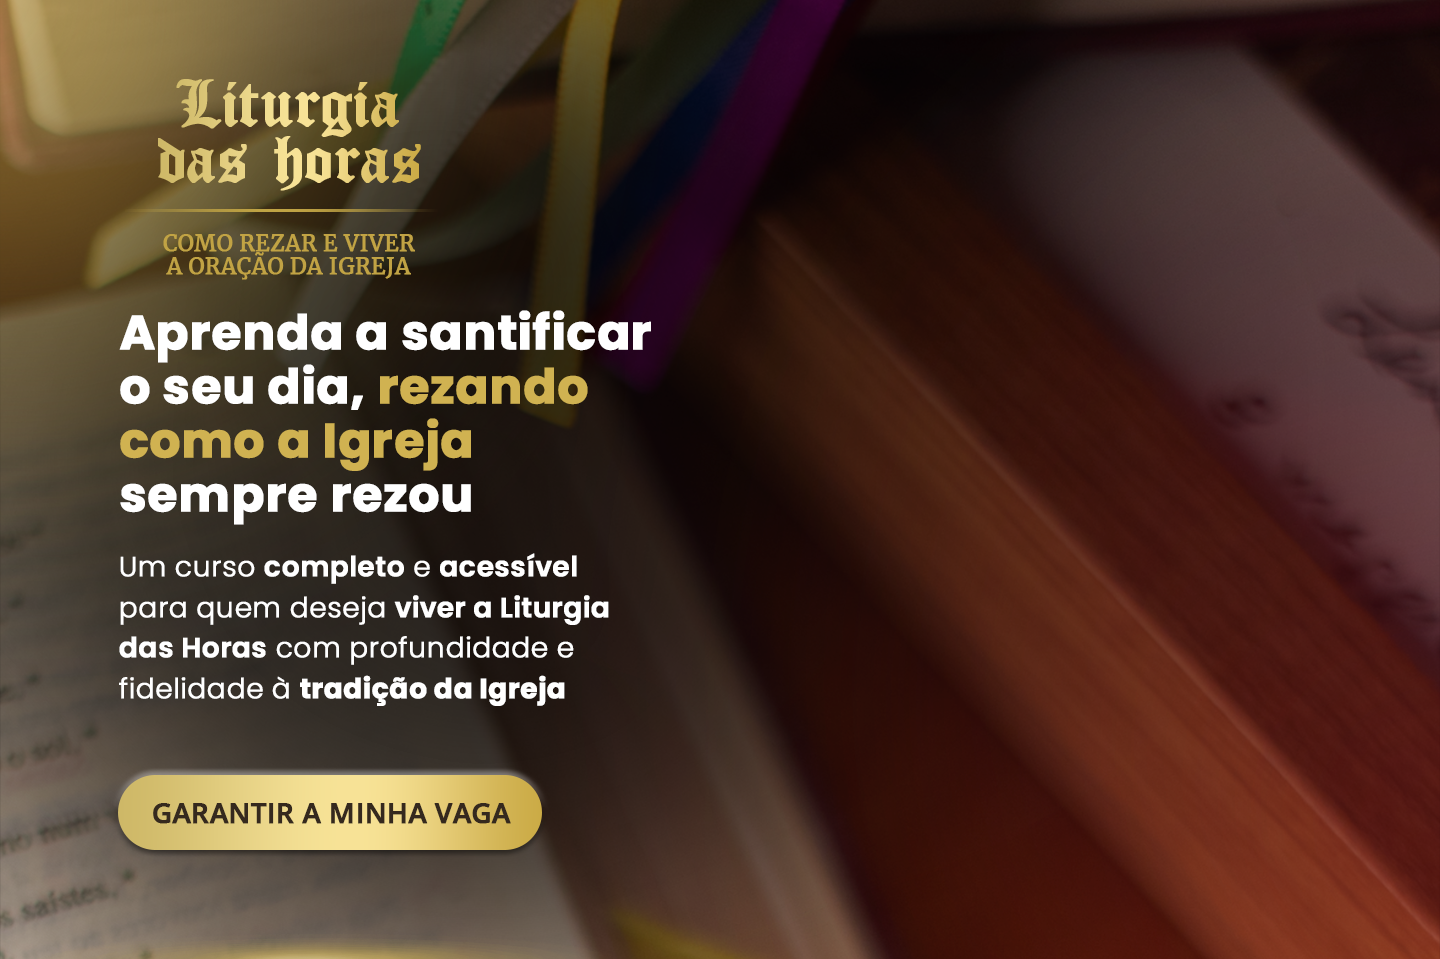 Liturgia
das horas
COMO REZAR E VIVER
A ORAÇÃO DA IGREJA
Aprenda a santificar
o seu dia, rezando
como a Igreja
sempre rezou
Um curso completo e acessível
para quem deseja viver a Liturgia
das Horas com profundidade e
fidelidade à tradição da Igreja
GARANTIR A MINHA VAGA
o sol,*
saístes,*